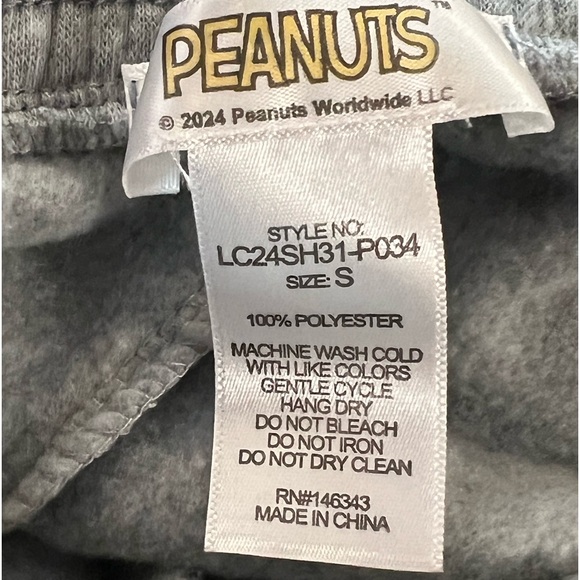 PEANUTS™
© 2024 Peanuts Worldwide LLC
STYLE NO:
LC24SH31-P034
SIZE: S
100% POLYESTER
MACHINE WASH COLD
WITH LIKE COLORS
GENTLE CYCLE
HANG DRY
DO NOT BLEACH
DO NOT IRON
DO NOT DRY CLEAN
RN#146343
MADE IN CHINA